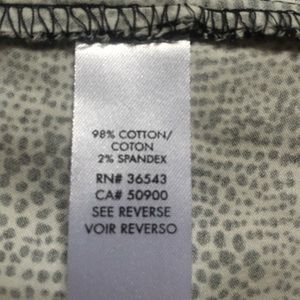 98% COTTON/
COTON
2% SPANDEX
RN# 36543
CA# 50900
SEE REVERSE
VOIR REVERSO